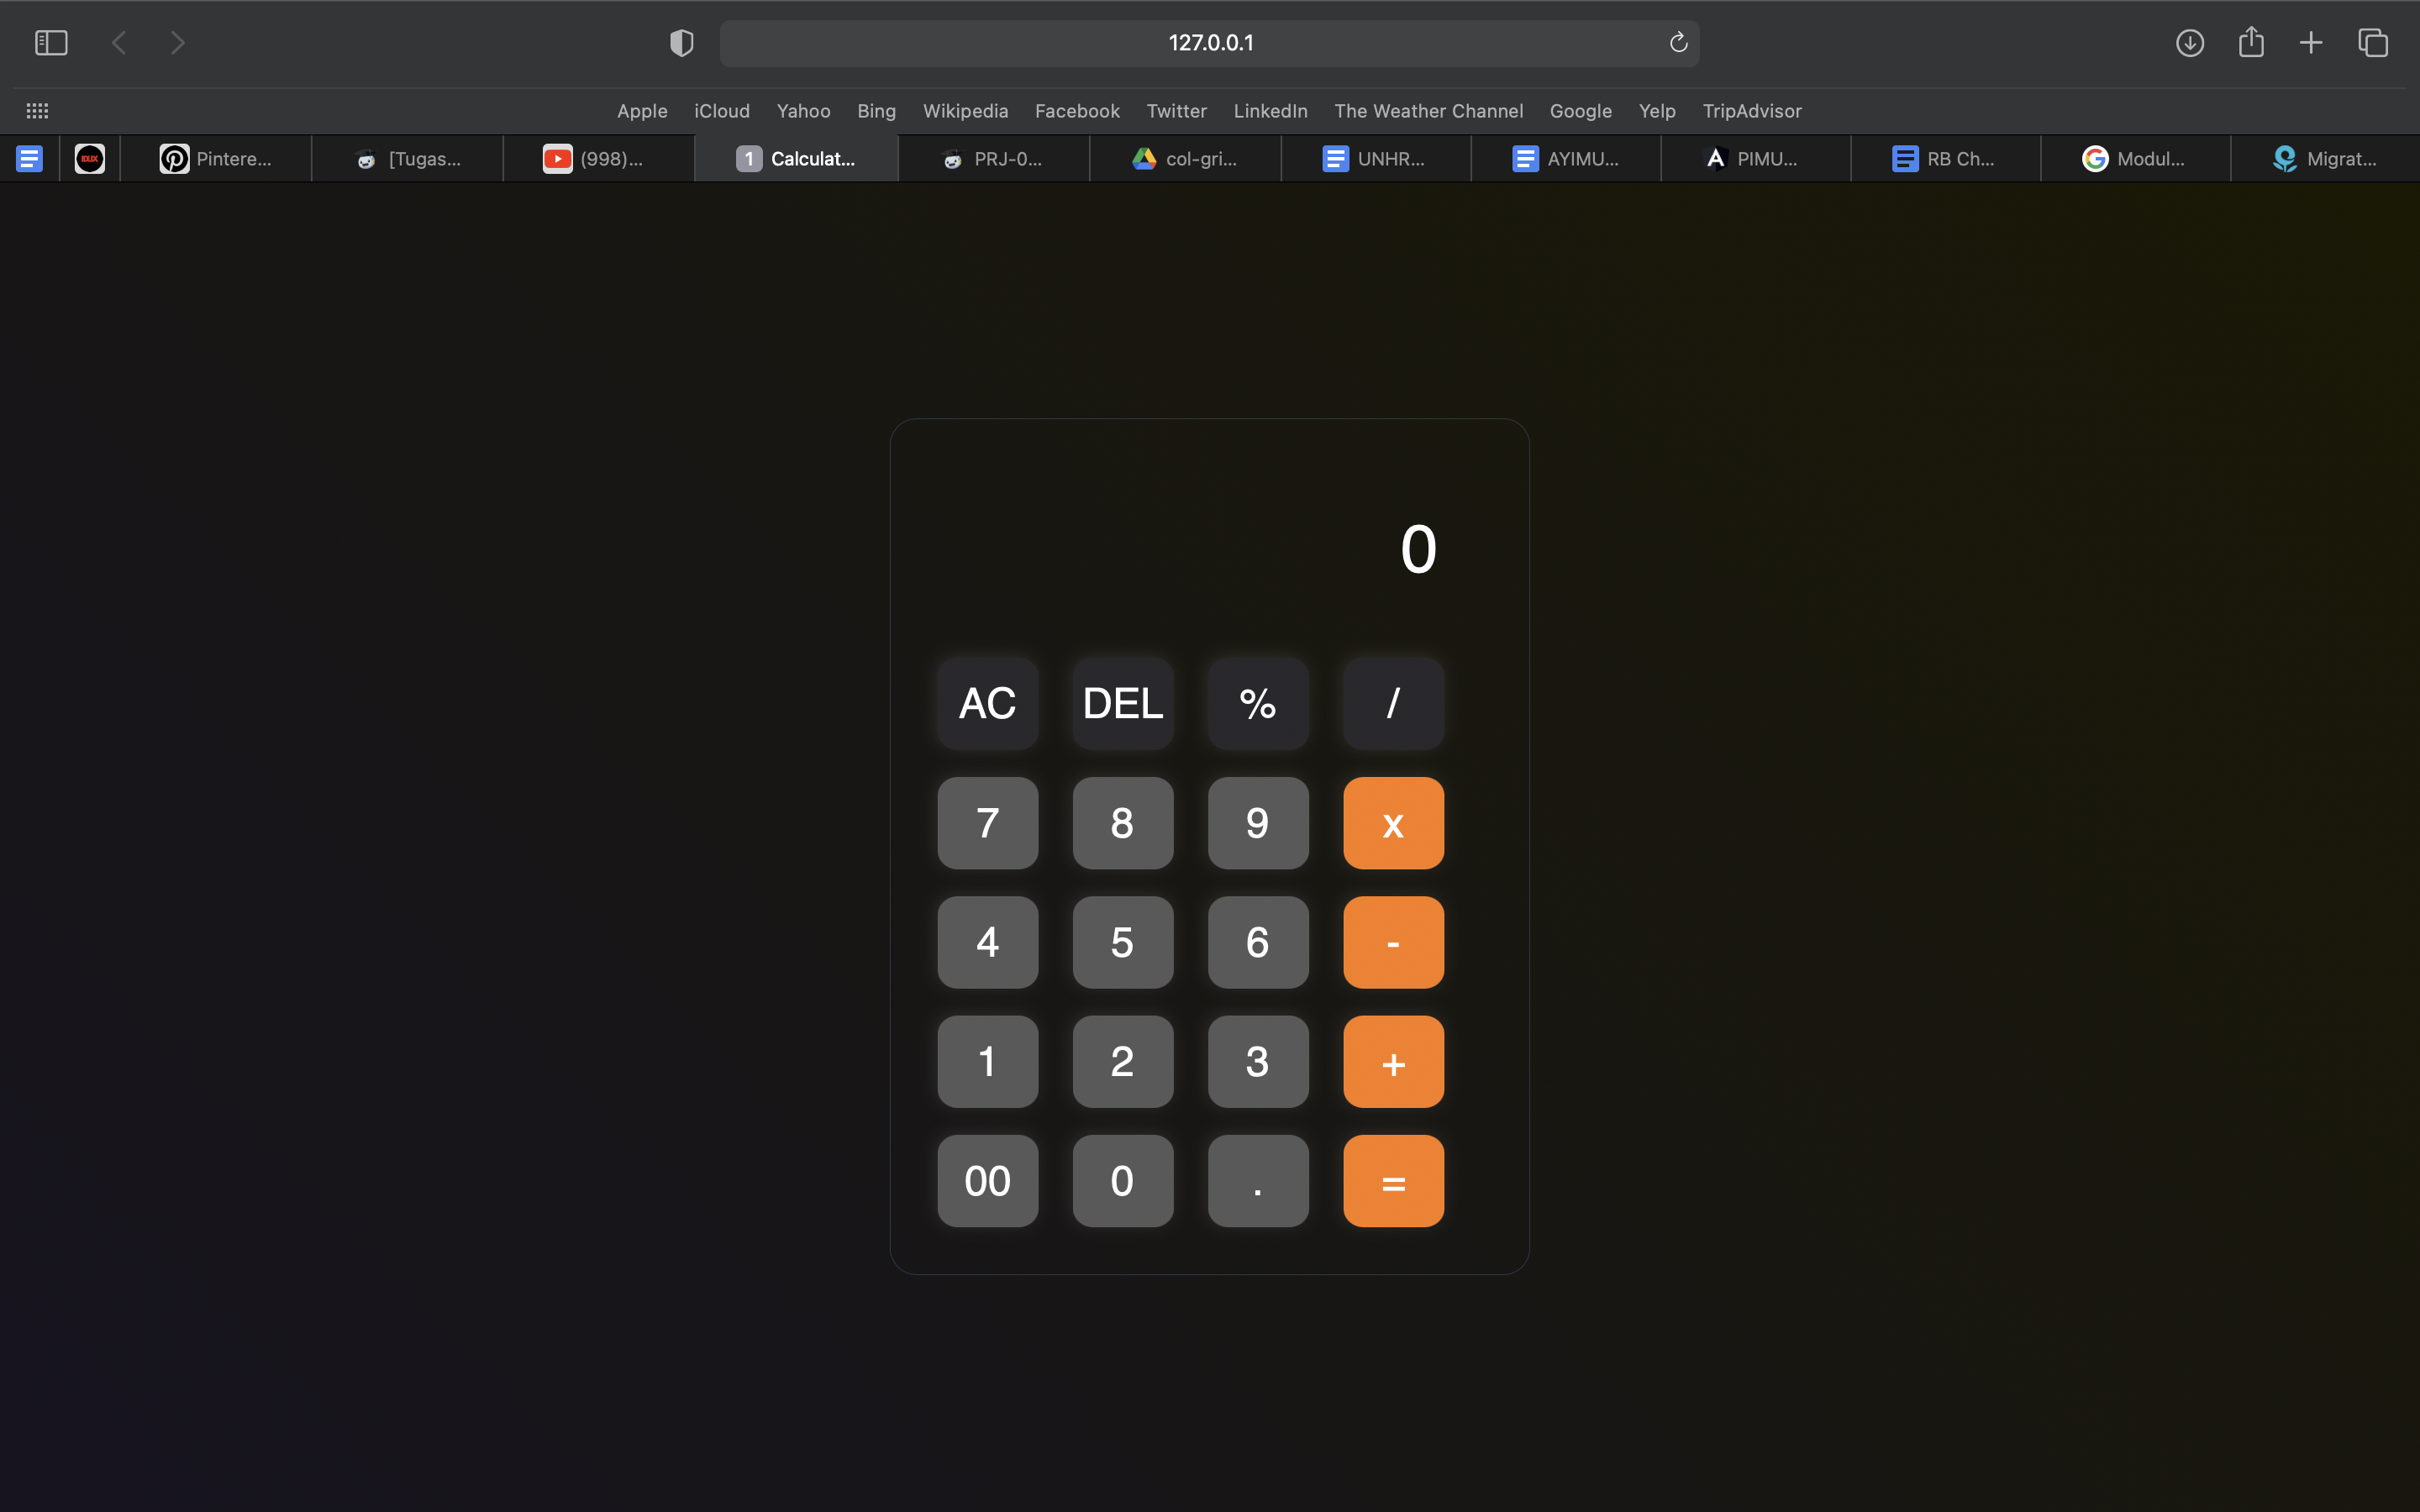 127.0.0.1
Apple iCloud Yahoo Bing Wikipedia Facebook Twitter LinkedIn The Weather Channel Google Yelp TripAdvisor
Pintere... [Tugas... (998)... 1 Calculat... PRJ-0... col-gri... UNHR... AYIMU... PIMU... RB Ch... Modul... Migrat...
0
AC DEL % /
7 8 9 x
4 5 6 -
1 2 3 +
00 0 . =